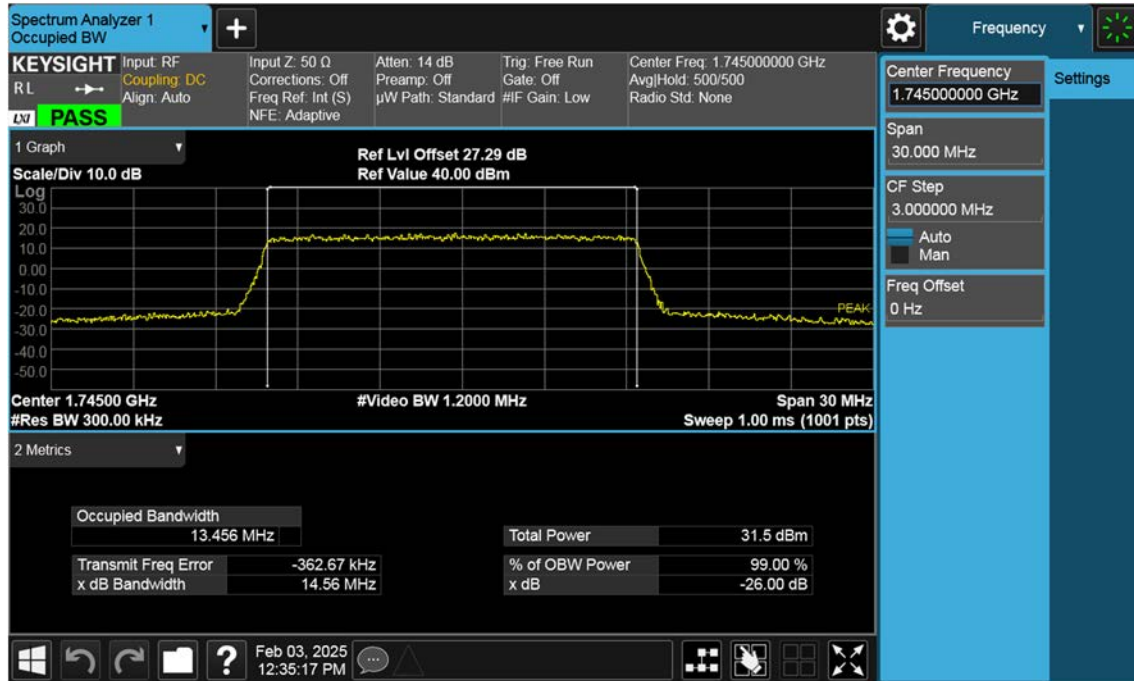 Spectrum Analyzer 1
Occupied BW
Frequency
KEYSIGHT
R L
LXI PASS
Input: RF
Coupling: DC
Align: Auto
Input Z: 50 Ω
Corrections: Off
Freq Ref: Int (S)
NFE: Adaptive
Atten: 14 dB
Preamp: Off
µW Path: Standard
Trig: Free Run
Gate: Off
#IF Gain: Low
Center Freq: 1.745000000 GHz
Avg|Hold: 500/500
Radio Std: None
Center Frequency
1.745000000 GHz
Settings
Span
30.000 MHz
CF Step
3.000000 MHz
Auto
Man
Freq Offset
0 Hz
1 Graph
Scale/Div 10.0 dB
Ref Lvl Offset 27.29 dB
Ref Value 40.00 dBm
Log
30.0
20.0
10.0
0.00
-10.0
-20.0
-30.0
-40.0
-50.0
PEAK
Center 1.74500 GHz
#Video BW 1.2000 MHz
Span 30 MHz
#Res BW 300.00 kHz
Sweep 1.00 ms (1001 pts)
2 Metrics
Occupied Bandwidth
13.456 MHz
Total Power 31.5 dBm
Transmit Freq Error -362.67 kHz
% of OBW Power 99.00 %
x dB Bandwidth 14.56 MHz
x dB -26.00 dB
?
Feb 03, 2025
12:35:17 PM